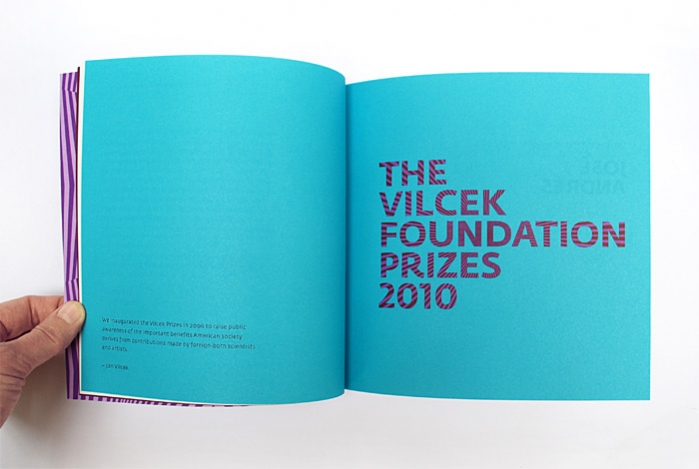 We inaugurated the Vilcek Prizes in 2006 to raise public
awareness of the important benefits American society
derives from contributions made by foreign-born scientists
and artists.
– Jan Vilcek
THE
VILCEK
FOUNDATION
PRIZES
2010
JOSÉ
ANDRÉS